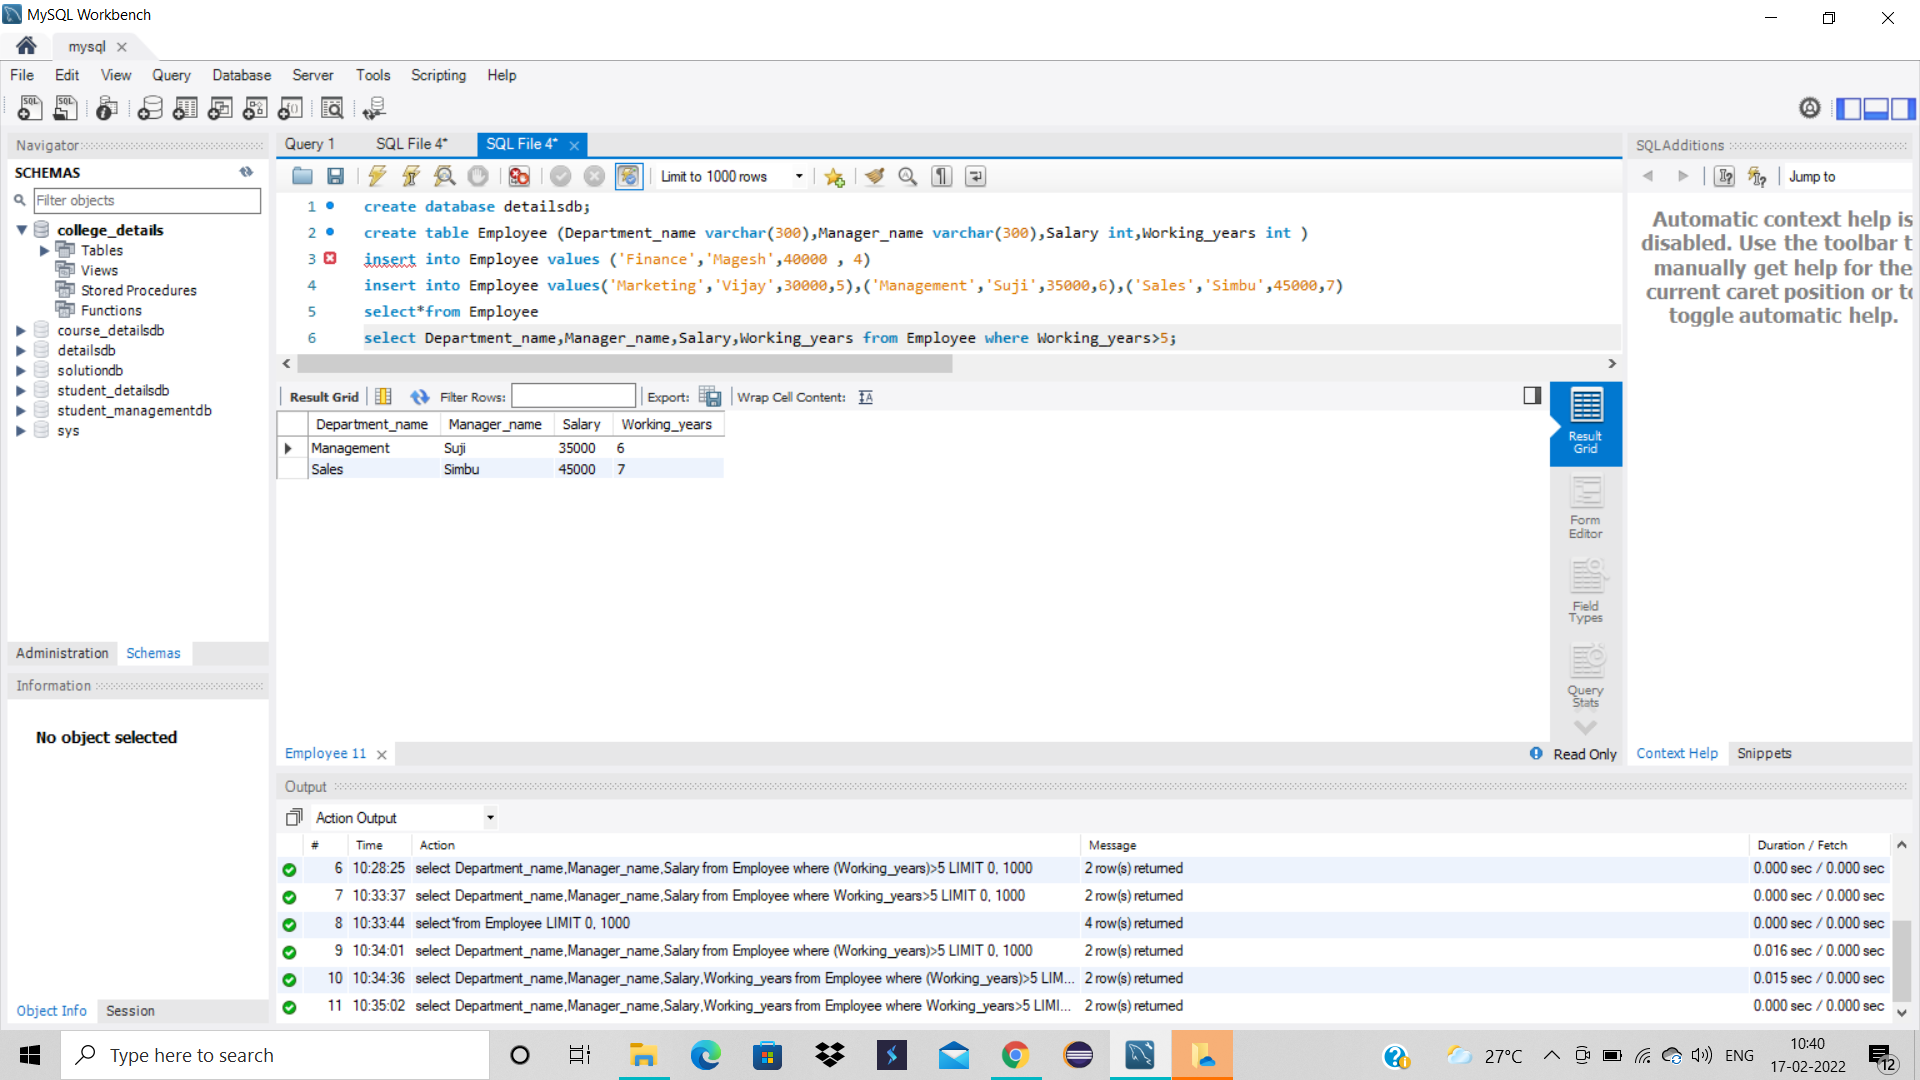 MySQL Workbench
mysql
File Edit View Query Database Server Tools Scripting Help
Navigator
SCHEMAS
Filter objects
college_details
Tables
Views
Stored Procedures
Functions
course_detailsdb
detailsdb
solutiondb
student_detailsdb
student_managementdb
sys
Administration Schemas
Information
No object selected
Object Info Session
Query 1 SQL File 4* SQL File 4*
Limit to 1000 rows
1 create database detailsdb;
2 create table Employee (Department_name varchar(300),Manager_name varchar(300),Salary int,Working_years int )
3 insert into Employee values ('Finance','Magesh',40000 , 4)
4 insert into Employee values('Marketing','Vijay',30000,5),('Management','Suji',35000,6),('Sales','Simbu',45000,7)
5 select*from Employee
6 select Department_name,Manager_name,Salary,Working_years from Employee where Working_years>5;
Result Grid Filter Rows: Export: Wrap Cell Content:
Department_name Manager_name Salary Working_years
Management Suji 35000 6
Sales Simbu 45000 7
Result
Grid
Form
Editor
Field
Types
Query
Stats
Employee 11 Read Only
SQLAdditions
Jump to
Automatic context help is
disabled. Use the toolbar t
manually get help for the
current caret position or to
toggle automatic help.
Context Help Snippets
Output
Action Output
# Time Action Message Duration / Fetch
6 10:28:25 select Department_name,Manager_name,Salary from Employee where (Working_years)>5 LIMIT 0, 1000 2 row(s) returned 0.000 sec / 0.000 sec
7 10:33:37 select Department_name,Manager_name,Salary from Employee where Working_years>5 LIMIT 0, 1000 2 row(s) returned 0.000 sec / 0.000 sec
8 10:33:44 select*from Employee LIMIT 0, 1000 4 row(s) returned 0.000 sec / 0.000 sec
9 10:34:01 select Department_name,Manager_name,Salary from Employee where (Working_years)>5 LIMIT 0, 1000 2 row(s) returned 0.016 sec / 0.000 sec
10 10:34:36 select Department_name,Manager_name,Salary,Working_years from Employee where (Working_years)>5 LIM... 2 row(s) returned 0.015 sec / 0.000 sec
11 10:35:02 select Department_name,Manager_name,Salary,Working_years from Employee where Working_years>5 LIMI... 2 row(s) returned 0.000 sec / 0.000 sec
Type here to search
27°C ENG
10:40
17-02-2022
12